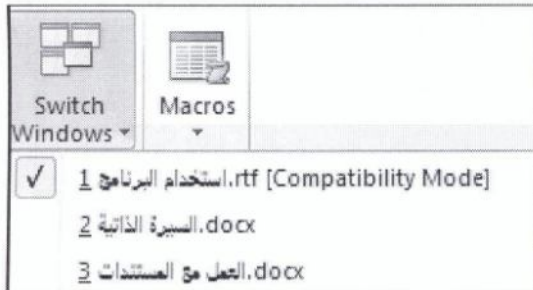 Switch Windows
Macros
1 استخدام البرنامج.rtf [Compatibility Mode]
2 السيرة الذاتية.docx
3 العمل مع المستندات.docx